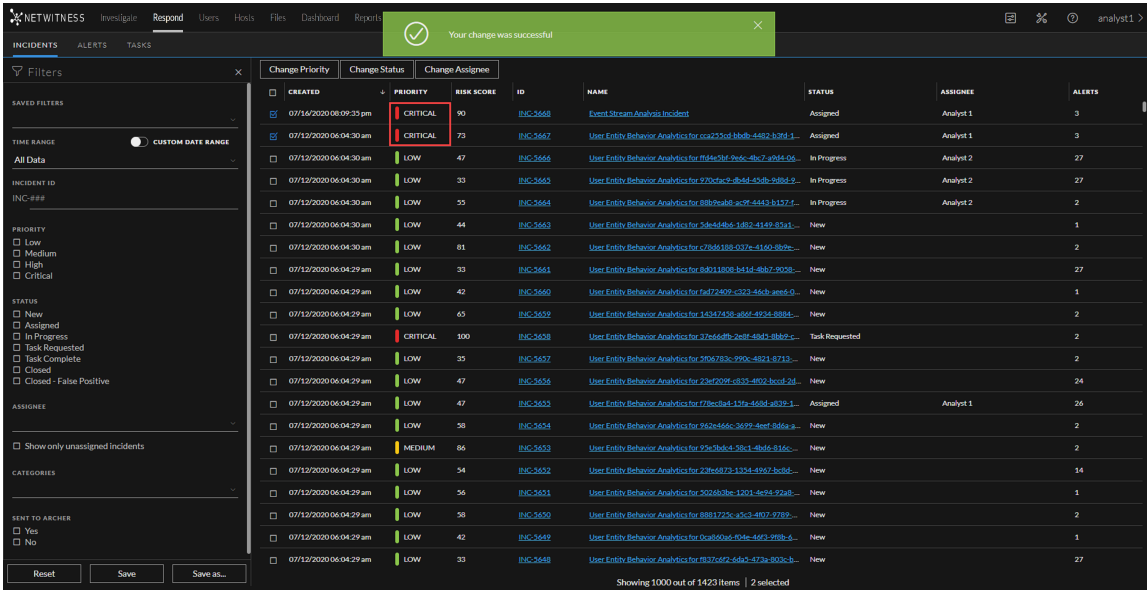 NETWITNESS Investigate Respond Users Hosts Files Dashboard Reports analyst1 >
Your change was successful
INCIDENTS ALERTS TASKS
Filters
Change Priority Change Status Change Assignee
SAVED FILTERS
TIME RANGE CUSTOM DATE RANGE
All Data
INCIDENT ID
INC-###
PRIORITY
Low
Medium
High
Critical
STATUS
New
Assigned
In Progress
Task Requested
Task Complete
Closed
Closed - False Positive
ASSIGNEE
Show only unassigned incidents
CATEGORIES
SENT TO ARCHER
Yes
No
Reset Save Save as...
CREATED PRIORITY RISK SCORE ID NAME STATUS ASSIGNEE ALERTS
07/16/2020 08:09:35 pm CRITICAL 90 INC-5668 Event Stream Analysis Incident Assigned Analyst 1 3
07/12/2020 06:04:30 am CRITICAL 73 INC-5667 User Entity Behavior Analytics for cca255cd-bbdb-4482-b3fd-1... Assigned Analyst 1 3
07/12/2020 06:04:30 am LOW 47 INC-5666 User Entity Behavior Analytics for ffd4e5bf-9e6c-4bc7-a9d4-06... In Progress Analyst 2 27
07/12/2020 06:04:30 am LOW 33 INC-5665 User Entity Behavior Analytics for 970cfac9-db4d-45db-9d8d-9... In Progress Analyst 2 27
07/12/2020 06:04:30 am LOW 55 INC-5664 User Entity Behavior Analytics for 88b9eab8-ac9f-4443-b157-f... In Progress Analyst 2 2
07/12/2020 06:04:30 am LOW 44 INC-5663 User Entity Behavior Analytics for 5de4d4b6-1d82-4149-85a1-... New 1
07/12/2020 06:04:30 am LOW 81 INC-5662 User Entity Behavior Analytics for c78d6188-037e-4160-8b9e-... New 2
07/12/2020 06:04:29 am LOW 33 INC-5661 User Entity Behavior Analytics for 8d011808-b41d-4bb7-9058-... New 27
07/12/2020 06:04:29 am LOW 42 INC-5660 User Entity Behavior Analytics for fad72409-c323-46cb-aee6-0... New 1
07/12/2020 06:04:29 am LOW 65 INC-5659 User Entity Behavior Analytics for 14347458-a86f-4934-8884-... New 2
07/12/2020 06:04:29 am CRITICAL 100 INC-5658 User Entity Behavior Analytics for 37e66dfb-2e8f-48d5-8bb9-c... Task Requested 2
07/12/2020 06:04:29 am LOW 35 INC-5657 User Entity Behavior Analytics for 5f06783c-990c-4821-8713-... New 2
07/12/2020 06:04:29 am LOW 47 INC-5656 User Entity Behavior Analytics for 23ef209f-c835-4f02-bccd-2d... New 24
07/12/2020 06:04:29 am LOW 47 INC-5655 User Entity Behavior Analytics for f78ec8a4-15fa-468d-a839-1... Assigned Analyst 1 26
07/12/2020 06:04:29 am LOW 58 INC-5654 User Entity Behavior Analytics for 962e466c-3699-4eef-8d6a-a... New 2
07/12/2020 06:04:29 am MEDIUM 86 INC-5653 User Entity Behavior Analytics for 95e5bdc4-58c1-4bd6-816c-... New 2
07/12/2020 06:04:29 am LOW 54 INC-5652 User Entity Behavior Analytics for 23fe6873-1354-4967-bc8d-... New 14
07/12/2020 06:04:29 am LOW 56 INC-5651 User Entity Behavior Analytics for 5026b3be-1201-4e94-92a8-... New 1
07/12/2020 06:04:29 am LOW 58 INC-5650 User Entity Behavior Analytics for 8881725c-a5c3-4f07-9789-... New 2
07/12/2020 06:04:29 am LOW 42 INC-5649 User Entity Behavior Analytics for 0ca860a6-f04e-46f3-9f8b-6... New 1
07/12/2020 06:04:29 am LOW 33 INC-5648 User Entity Behavior Analytics for f837c6f2-6da5-473a-803c-b... New 27
Showing 1000 out of 1423 items | 2 selected